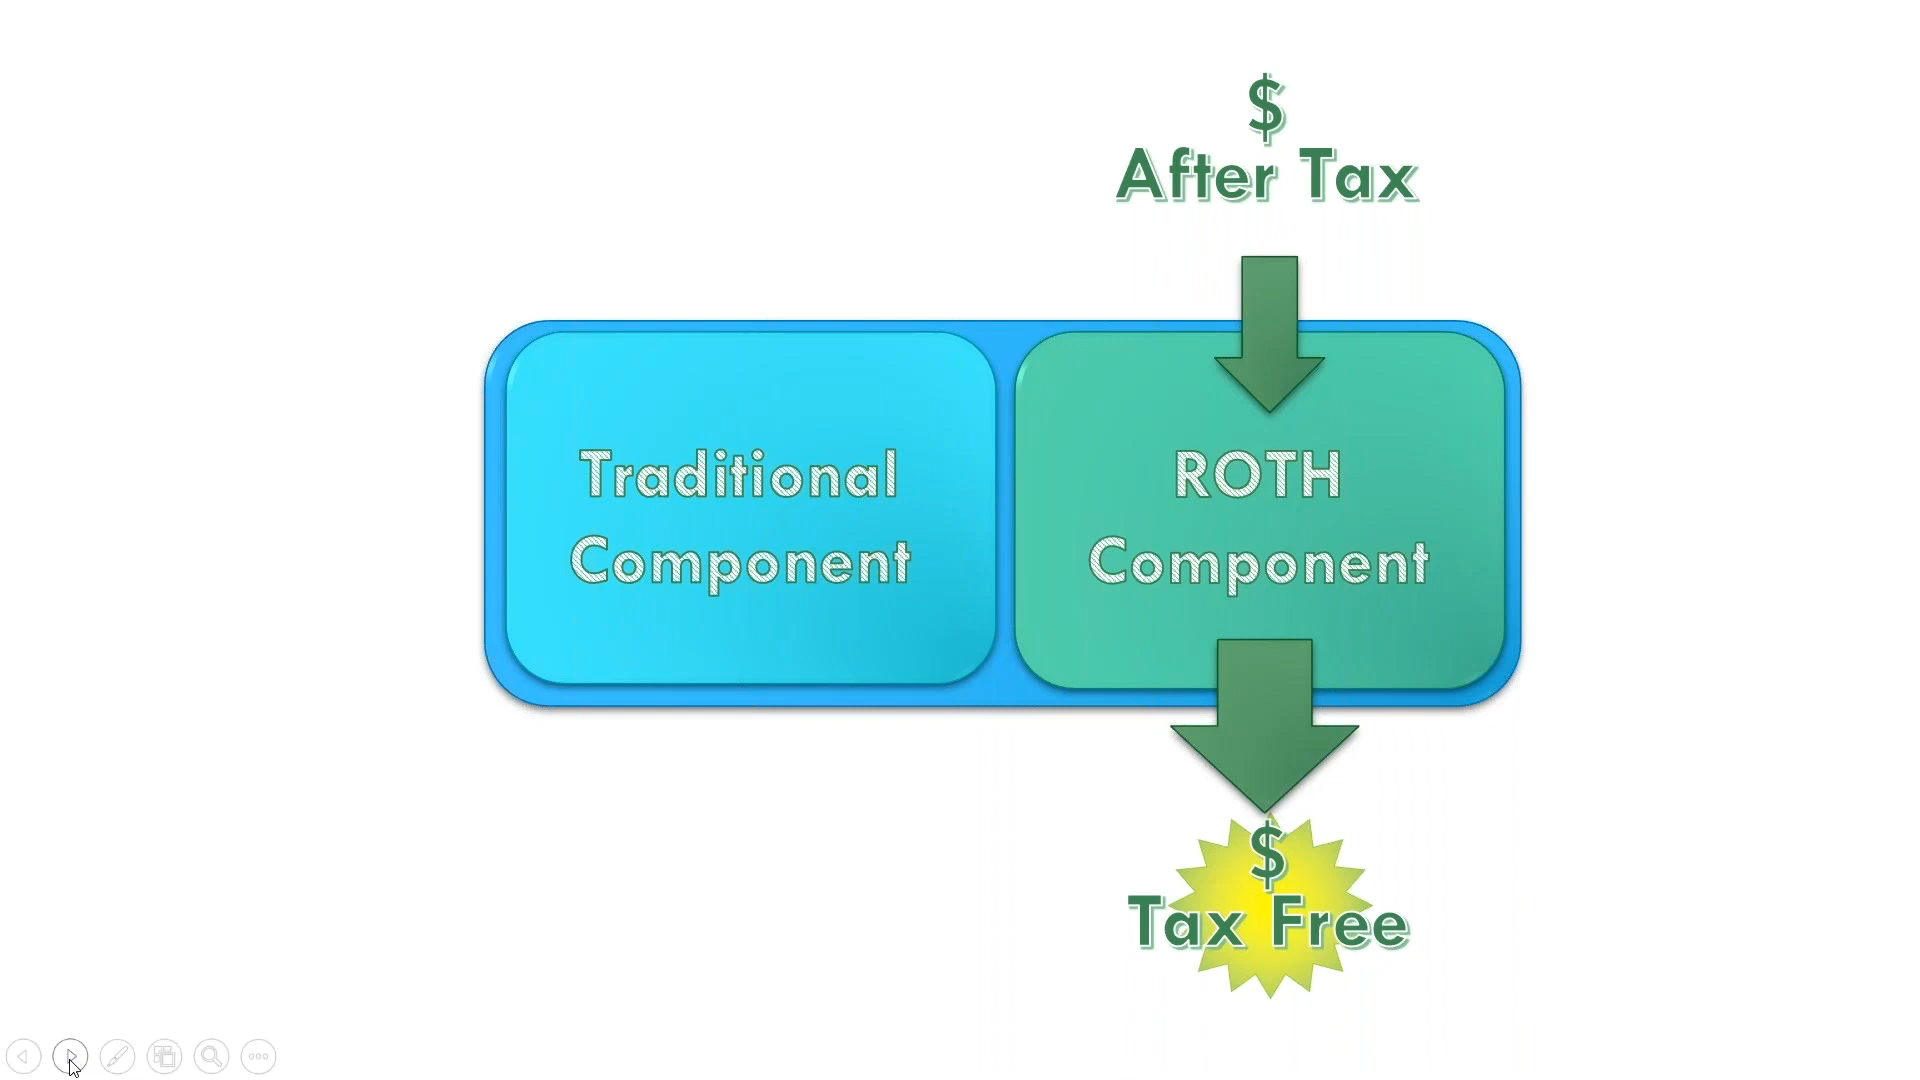 $
After Tax
Traditional
Component
ROTH
Component
$
Tax Free